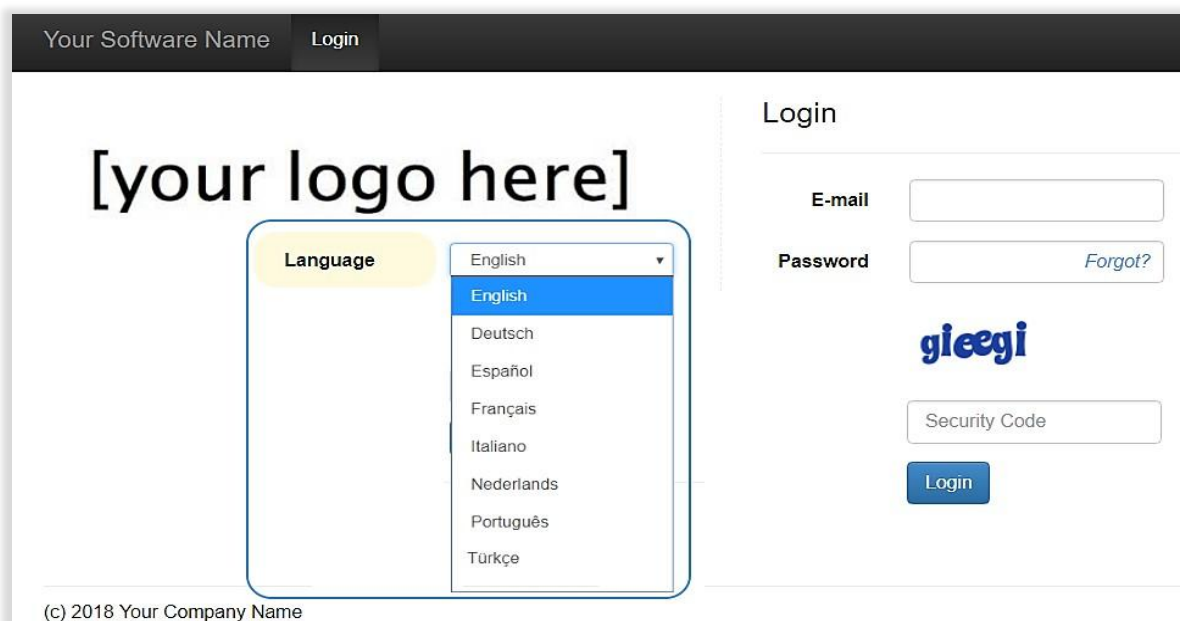 Your Software Name Login
[your logo here]
Language English
English
Deutsch
Español
Français
Italiano
Nederlands
Português
Türkçe
Login
E-mail
Password Forgot?
gieegi
Security Code
Login
(c) 2018 Your Company Name